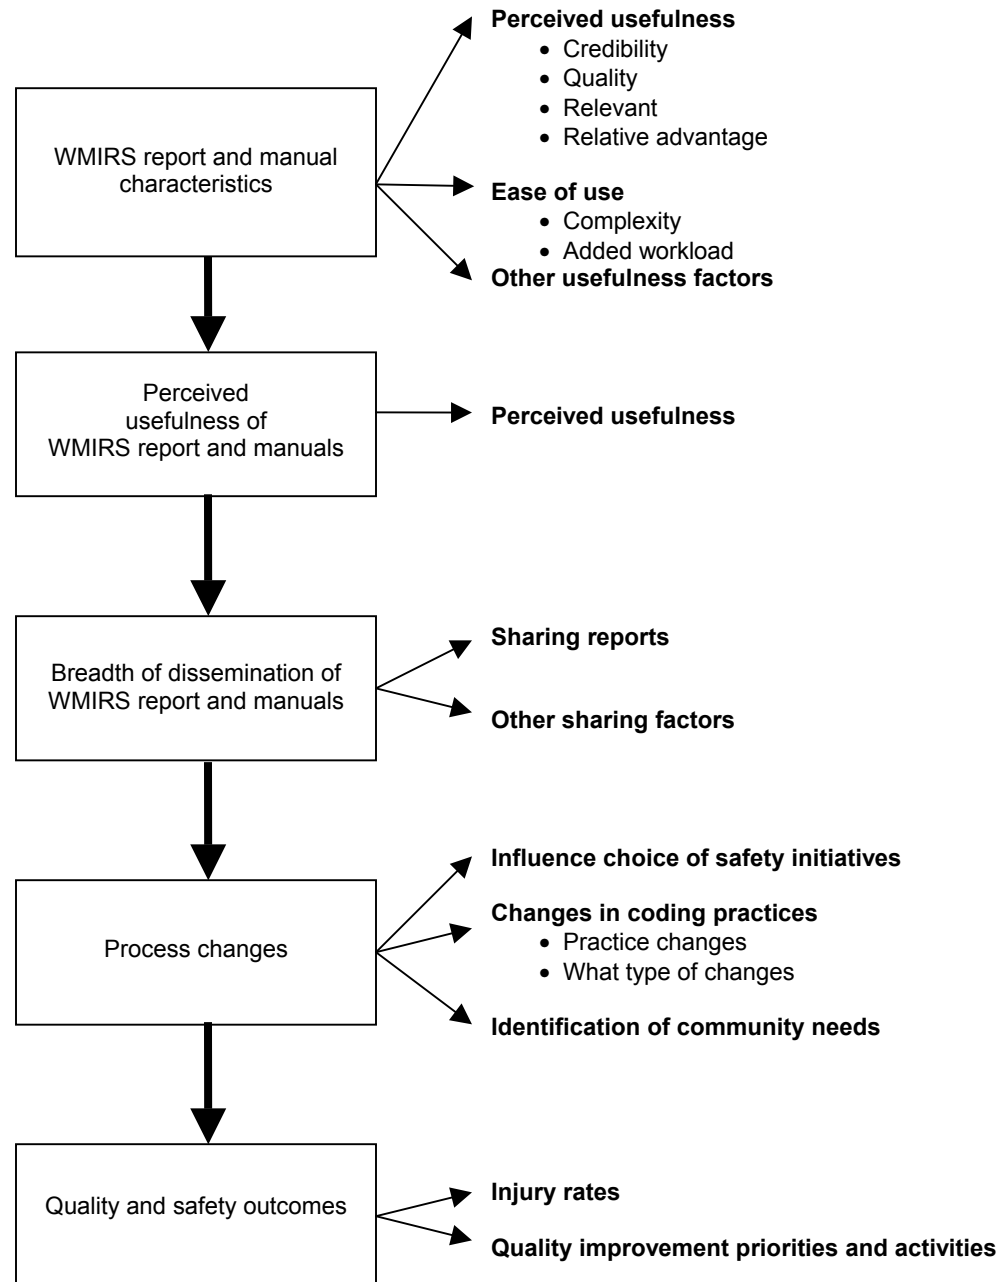 Perceived usefulness
• Credibility
• Quality
• Relevant
• Relative advantage
WMIRS report and manual
characteristics
Ease of use
• Complexity
• Added workload
Other usefulness factors
Perceived
usefulness of
WMIRS report and manuals
Perceived usefulness
Breadth of dissemination of
WMIRS report and manuals
Sharing reports
Other sharing factors
Process changes
Influence choice of safety initiatives
Changes in coding practices
• Practice changes
• What type of changes
Identification of community needs
Quality and safety outcomes
Injury rates
Quality improvement priorities and activities